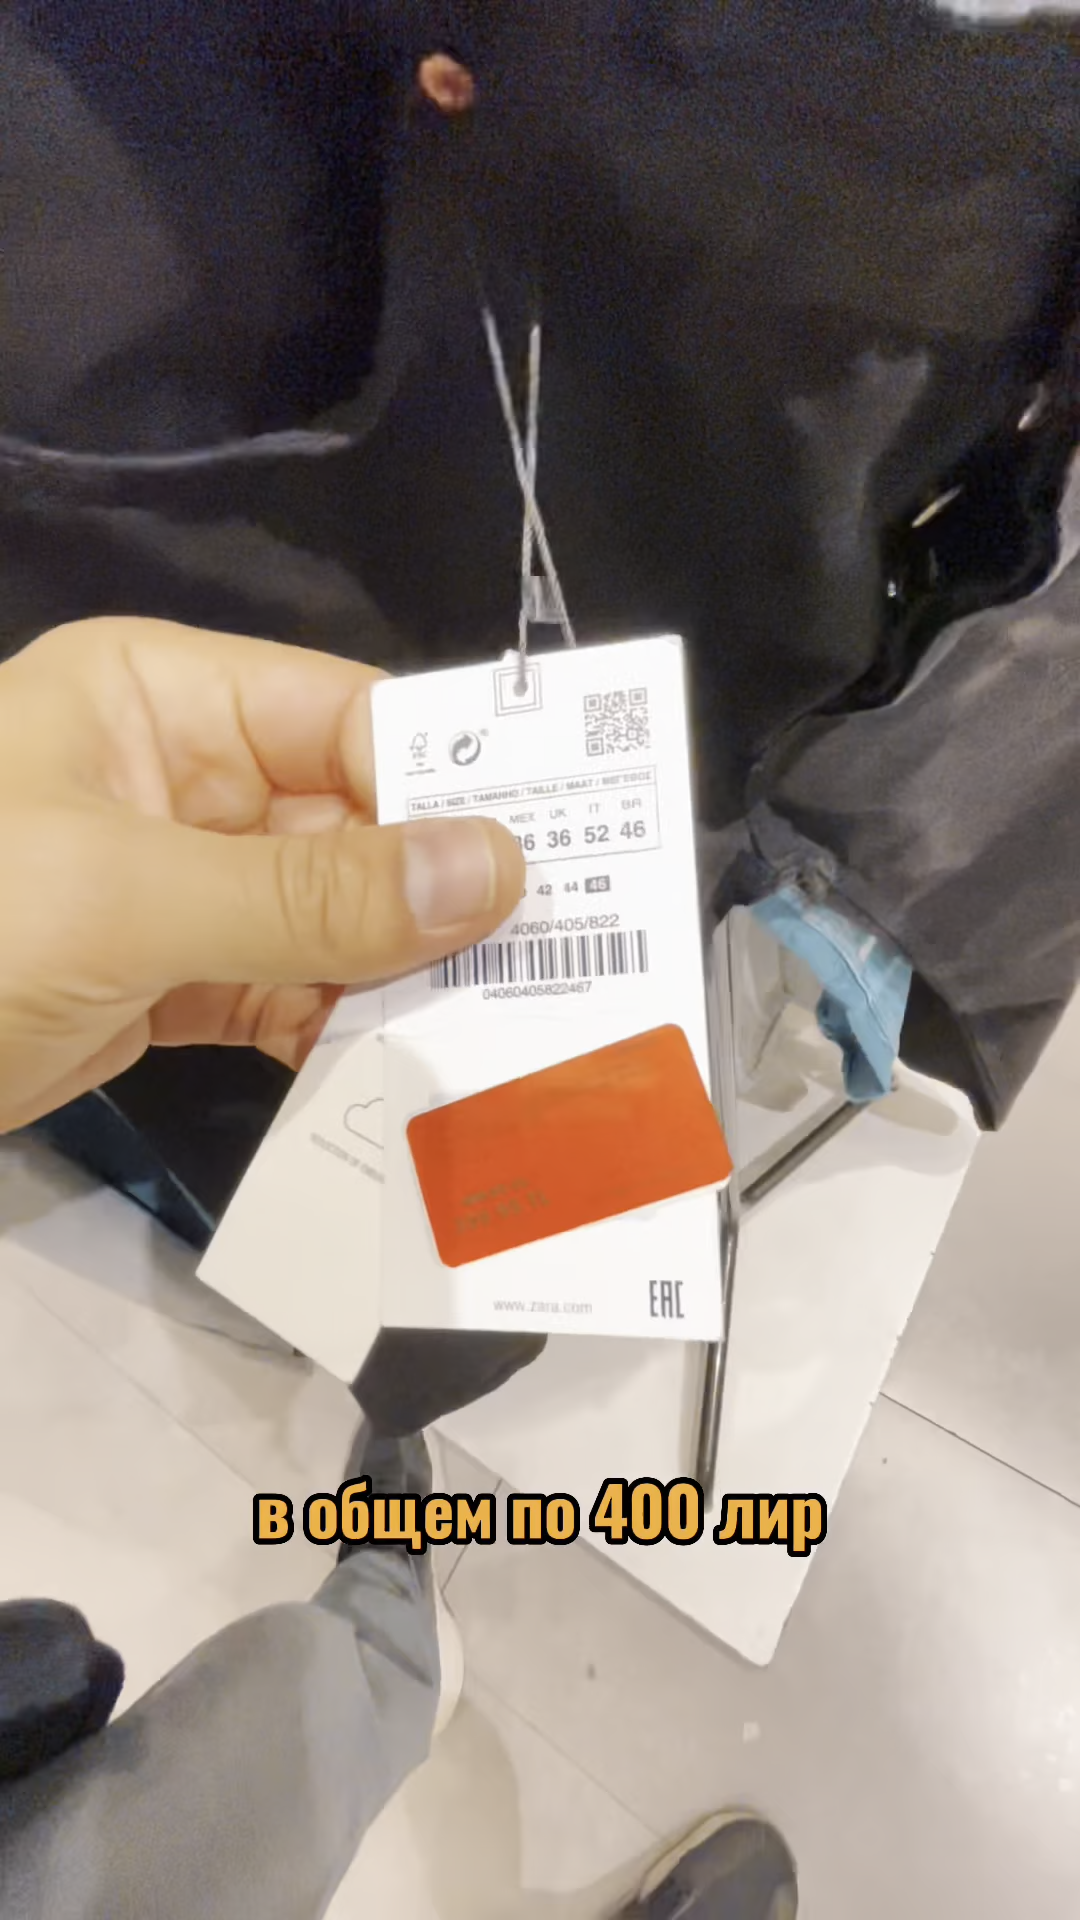 TALLA / SIZE / TAMANHO / TAILLE / MAAT / ΜΕΓΕΘΟΣ
MEX UK IT BR
36 36 52 46
42 44 46
4060/405/822
04060405822467
www.zara.com
EAC
в общем по 400 лир